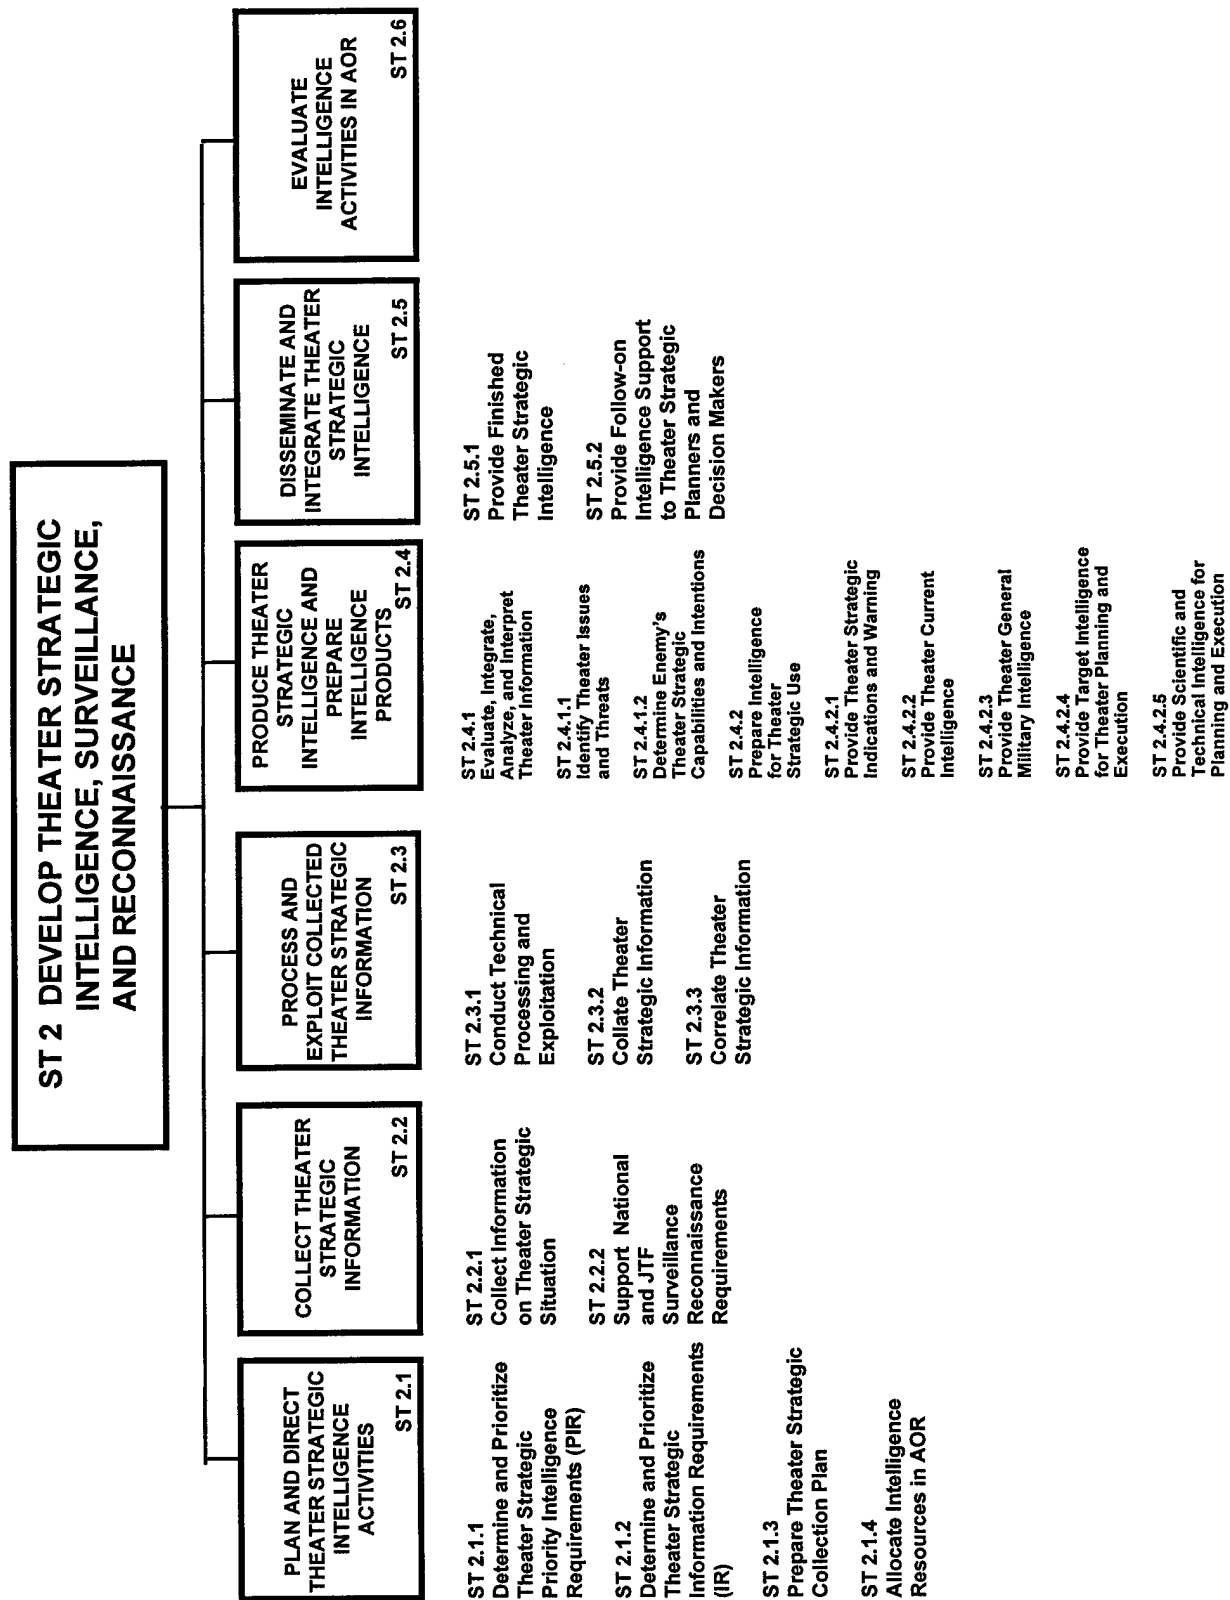 ST 2 DEVELOP THEATER STRATEGIC
INTELLIGENCE, SURVEILLANCE,
AND RECONNAISSANCE
PLAN AND DIRECT
THEATER STRATEGIC
INTELLIGENCE
ACTIVITIES
ST 2.1
ST 2.1.1
Determine and Prioritize
Theater Strategic
Priority Intelligence
Requirements (PIR)
ST 2.1.2
Determine and Prioritize
Theater Strategic
Information Requirements
(IR)
ST 2.1.3
Prepare Theater Strategic
Collection Plan
ST 2.1.4
Allocate Intelligence
Resources in AOR
COLLECT THEATER
STRATEGIC
INFORMATION
ST 2.2
ST 2.2.1
Collect Information
on Theater Strategic
Situation
ST 2.2.2
Support National
and JTF
Surveillance
Reconnaissance
Requirements
PROCESS AND
EXPLOIT COLLECTED
THEATER STRATEGIC
INFORMATION
ST 2.3
ST 2.3.1
Conduct Technical
Processing and
Exploitation
ST 2.3.2
Collate Theater
Strategic Information
ST 2.3.3
Correlate Theater
Strategic Information
PRODUCE THEATER
STRATEGIC
INTELLIGENCE AND
PREPARE
INTELLIGENCE
PRODUCTS
ST 2.4
ST 2.4.1
Evaluate, Integrate,
Analyze, and Interpret
Theater Information
ST 2.4.1.1
Identify Theater Issues
and Threats
ST 2.4.1.2
Determine Enemy's
Theater Strategic
Capabilities and Intentions
ST 2.4.2
Prepare Intelligence
for Theater
Strategic Use
ST 2.4.2.1
Provide Theater Strategic
Indications and Warning
ST 2.4.2.2
Provide Theater Current
Intelligence
ST 2.4.2.3
Provide Theater General
Military Intelligence
ST 2.4.2.4
Provide Target Intelligence
for Theater Planning and
Execution
ST 2.4.2.5
Provide Scientific and
Technical Intelligence for
Planning and Execution
DISSEMINATE AND
INTEGRATE THEATER
STRATEGIC
INTELLIGENCE
ST 2.5
ST 2.5.1
Provide Finished
Theater Strategic
Intelligence
ST 2.5.2
Provide Follow-on
Intelligence Support
to Theater Strategic
Planners and
Decision Makers
EVALUATE
INTELLIGENCE
ACTIVITIES IN AOR
ST 2.6